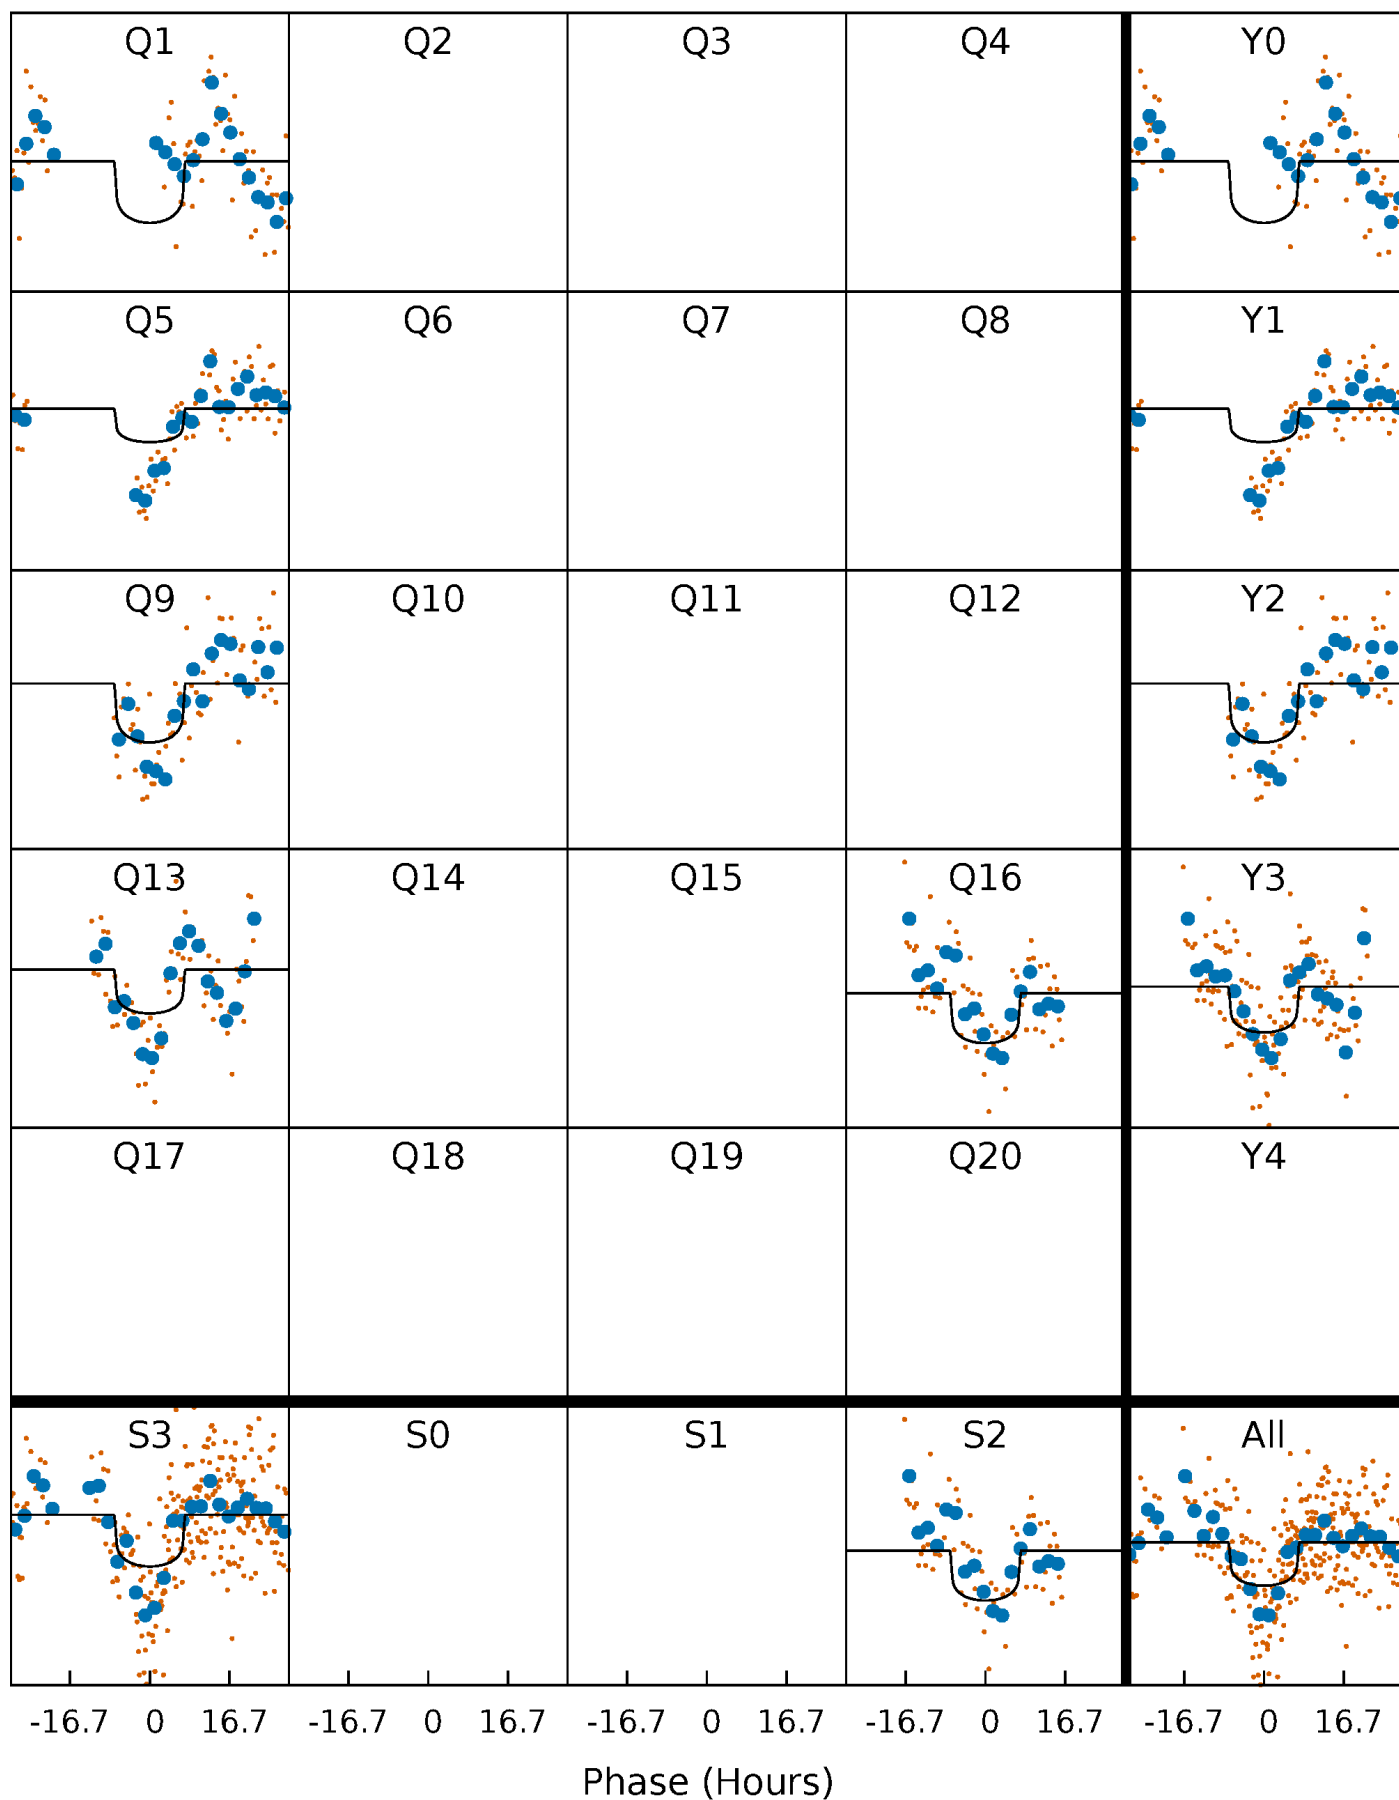 Q1 Q2 Q3 Q4 Y0
Q5 Q6 Q7 Q8 Y1
Q9 Q10 Q11 Q12 Y2
Q13 Q14 Q15 Q16 Y3
Q17 Q18 Q19 Q20 Y4
S3 S0 S1 S2 All
-16.7 0 16.7 -16.7 0 16.7 -16.7 0 16.7 -16.7 0 16.7 -16.7 0 16.7
Phase (Hours)